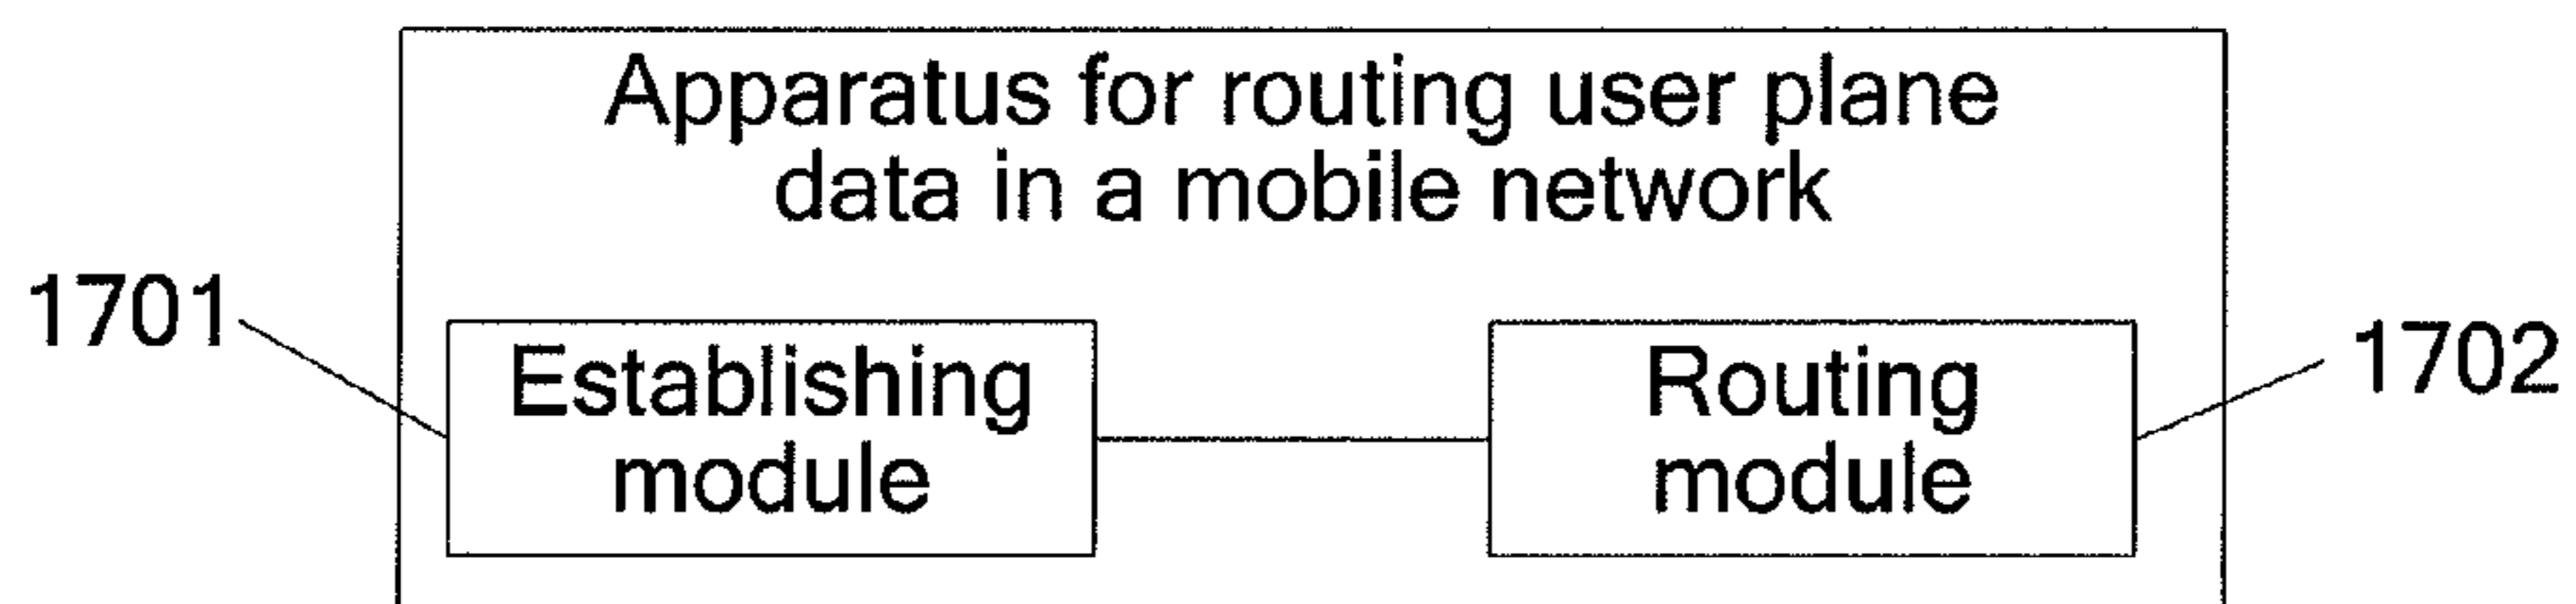 Apparatus for routing user plane
data in a mobile network
1701
Establishing
module
Routing
module
1702